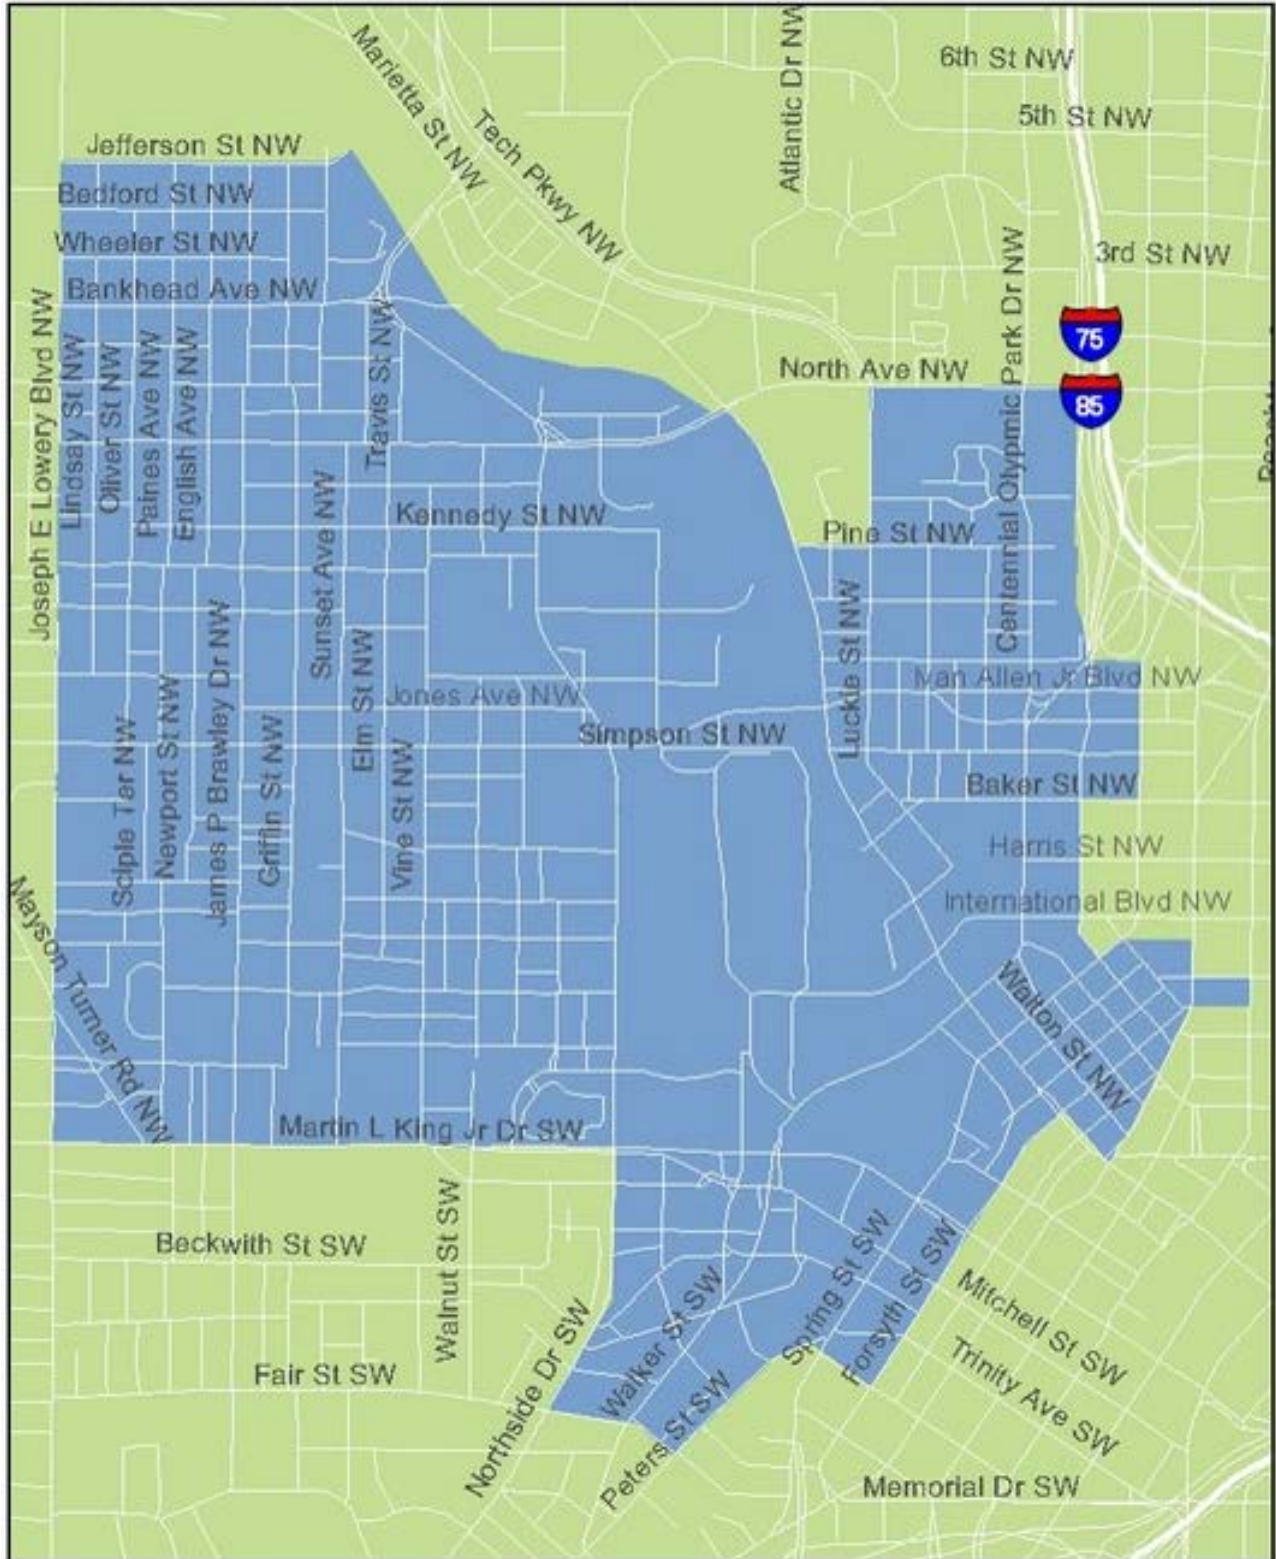 Marietta St NW
Tech Pkwy NW
Atlantic Dr NW
6th St NW
5th St NW
3rd St NW
Jefferson St NW
Bedford St NW
Wheeler St NW
Bankhead Ave NW
Joseph E Lowery Blvd NW
Lindsay St NW
Oliver St NW
Paines Ave NW
English Ave NW
Travis St NW
North Ave NW
Centennial Olypmic Park Dr NW
75
85
Sunset Ave NW
Kennedy St NW
Pine St NW
Luckie St NW
Ivan Allen Jr Blvd NW
Elm St NW
Jones Ave NW
Simpson St NW
Sciple Ter NW
Newport St NW
James P Brawley Dr NW
Griffin St NW
Vine St NW
Baker St NW
Harris St NW
International Blvd NW
Mayson Turner Rd NW
Walton St NW
Martin L King Jr Dr SW
Beckwith St SW
Walnut St SW
Fair St SW
Northside Dr SW
Walker St SW
Peters St SW
Spring St SW
Forsyth St SW
Mitchell St SW
Trinity Ave SW
Memorial Dr SW